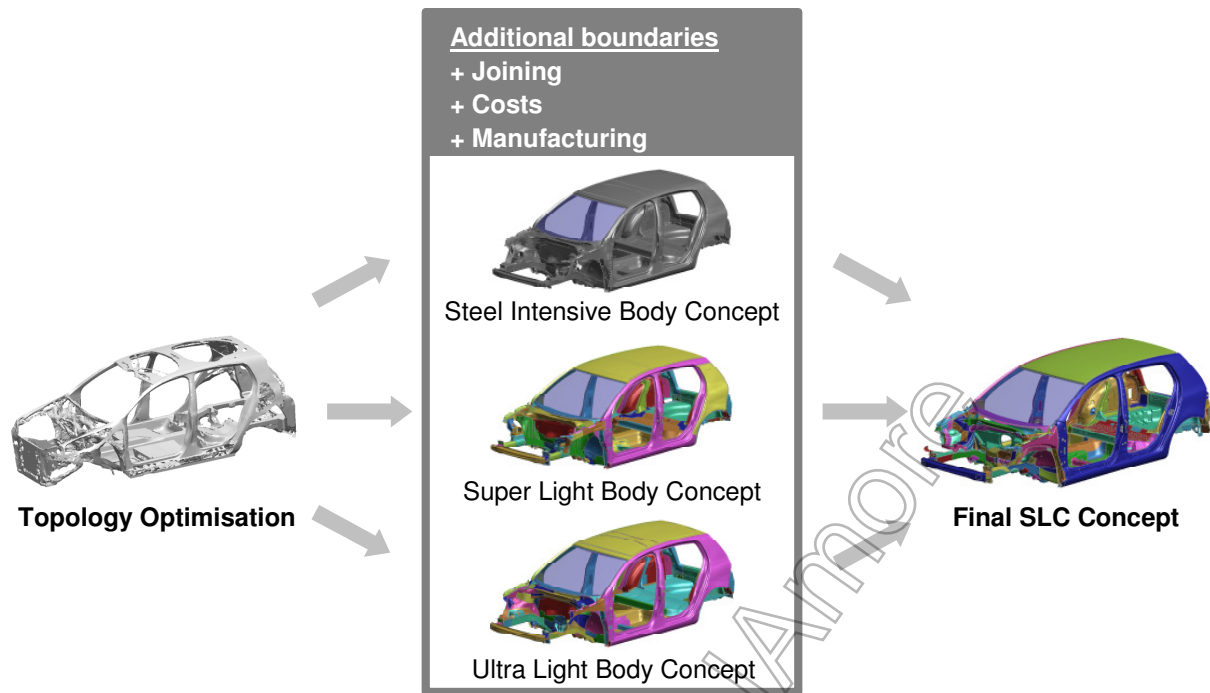 Additional boundaries
+ Joining
+ Costs
+ Manufacturing
Steel Intensive Body Concept
Super Light Body Concept
Topology Optimisation
Final SLC Concept
Ultra Light Body Concept